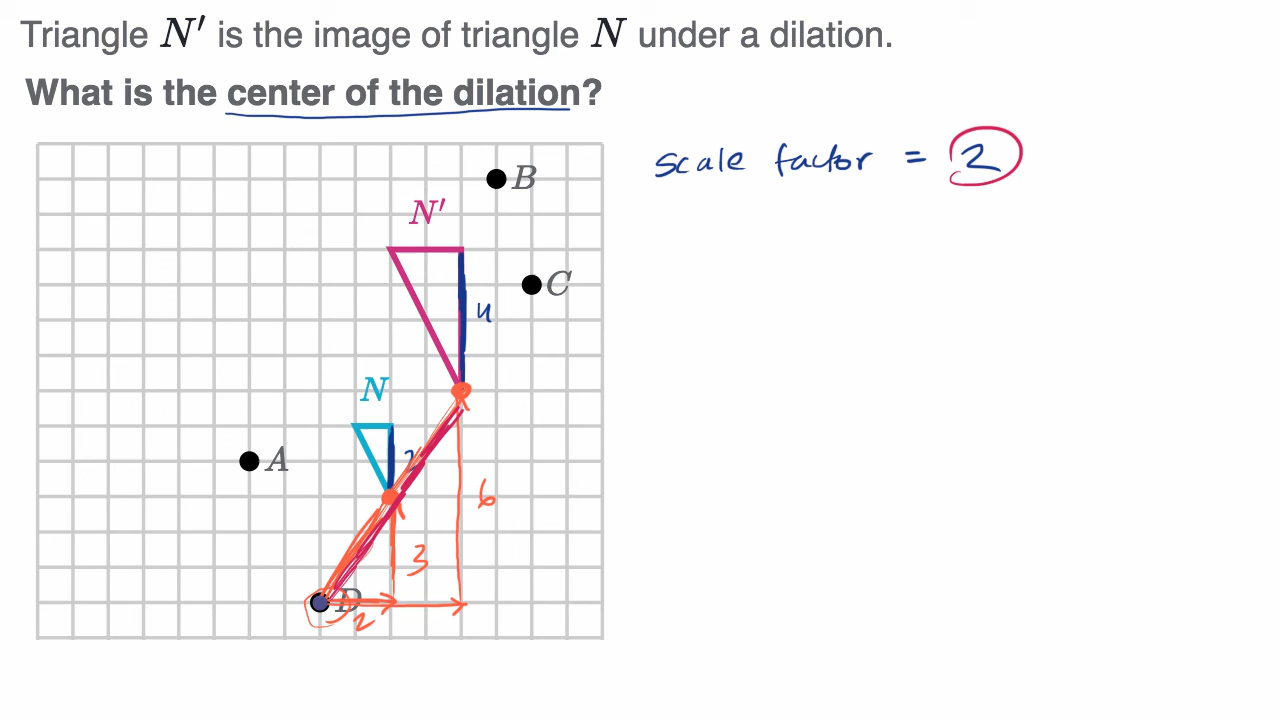 Triangle N′ is the image of triangle N under a dilation.
What is the center of the dilation?
scale factor = 2
B
N′
C
4
N
A
2
6
3
D
2